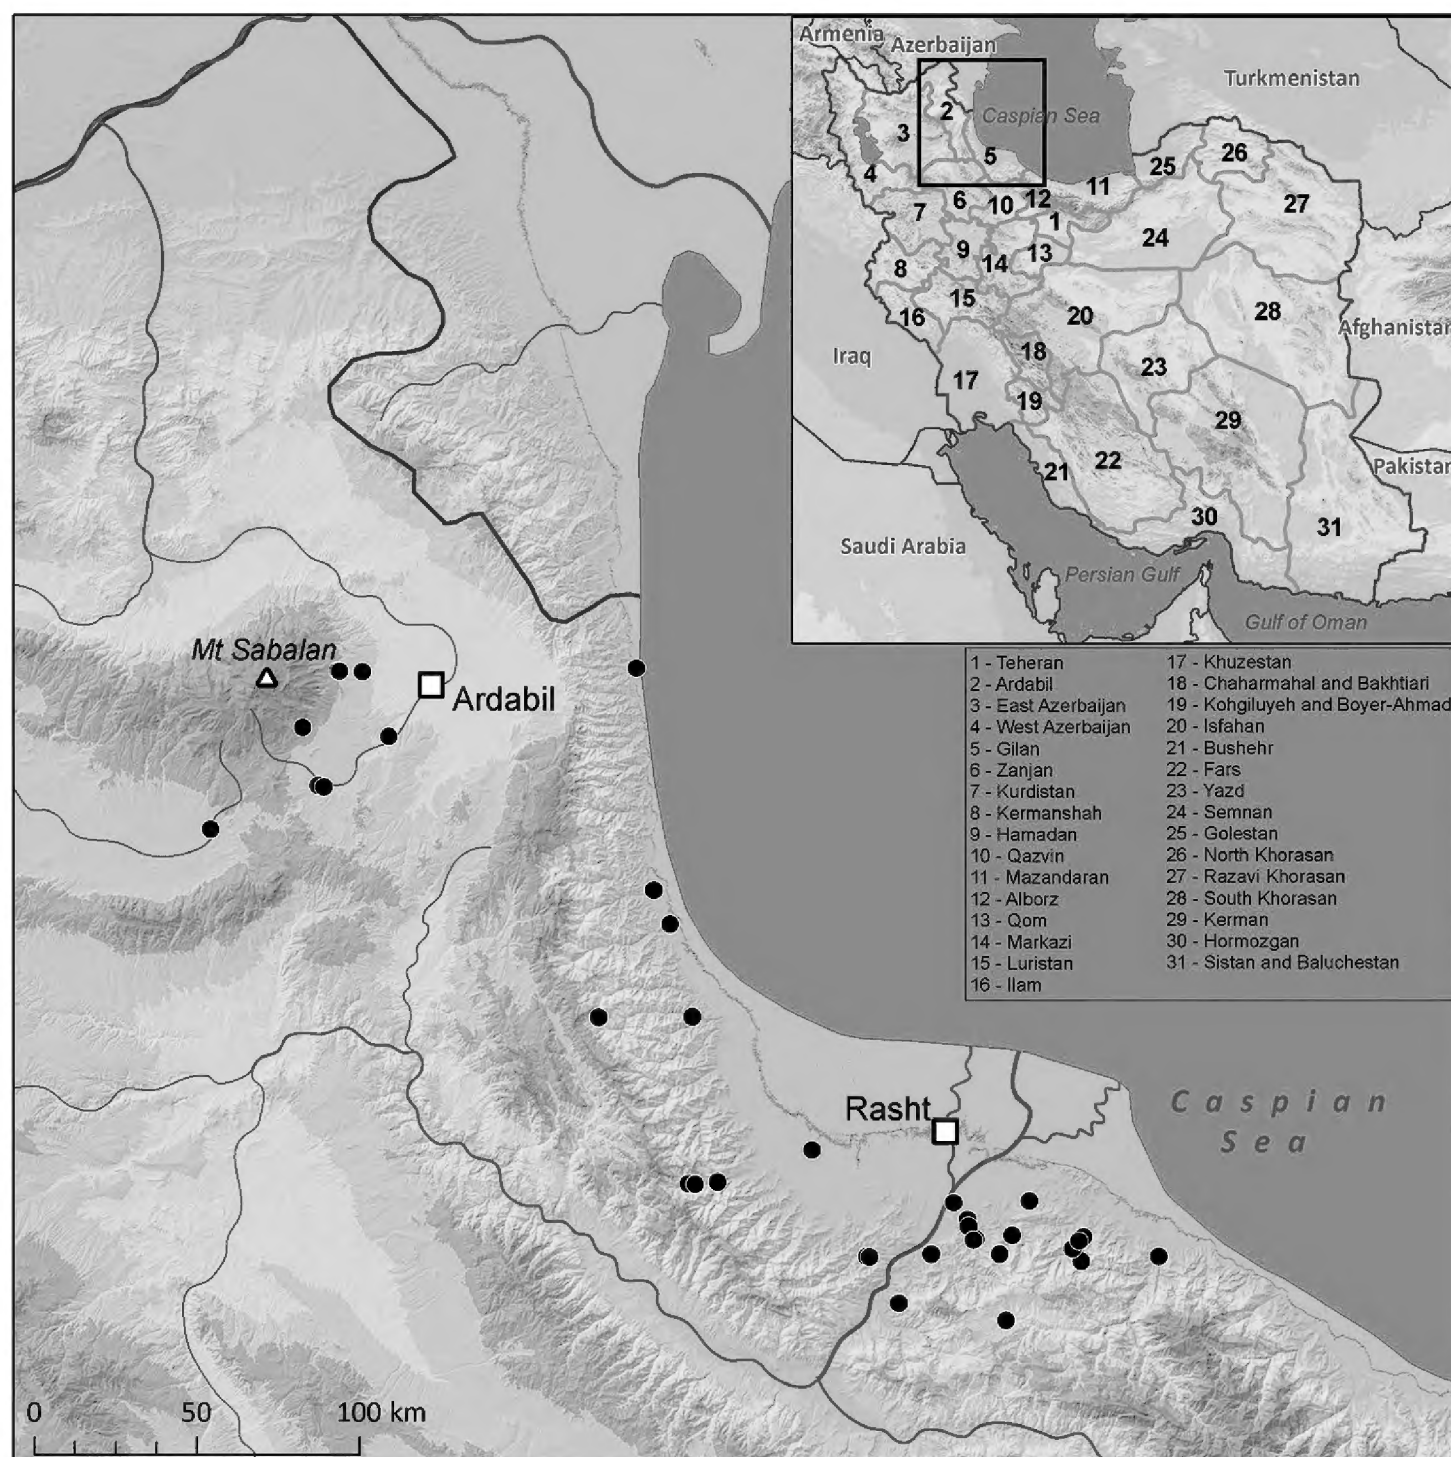 Armenia
Azerbaijan
Turkmenistan
Caspian Sea
2
3
5
4
25
26
11
27
6
10
12
7
1
24
9
13
14
8
15
16
20
28
Afghanistan
Iraq
18
23
17
19
29
22
21
Pakistan
30
31
Saudi Arabia
Persian Gulf
Gulf of Oman
Mt Sabalan
Ardabil
1 - Teheran
2 - Ardabil
3 - East Azerbaijan
4 - West Azerbaijan
5 - Gilan
6 - Zanjan
7 - Kurdistan
8 - Kermanshah
9 - Hamadan
10 - Qazvin
11 - Mazandaran
12 - Alborz
13 - Qom
14 - Markazi
15 - Luristan
16 - Ilam
17 - Khuzestan
18 - Chaharmahal and Bakhtiari
19 - Kohgiluyeh and Boyer-Ahmad
20 - Isfahan
21 - Bushehr
22 - Fars
23 - Yazd
24 - Semnan
25 - Golestan
26 - North Khorasan
27 - Razavi Khorasan
28 - South Khorasan
29 - Kerman
30 - Hormozgan
31 - Sistan and Baluchestan
Rasht
Caspian
Sea
0 50 100 km